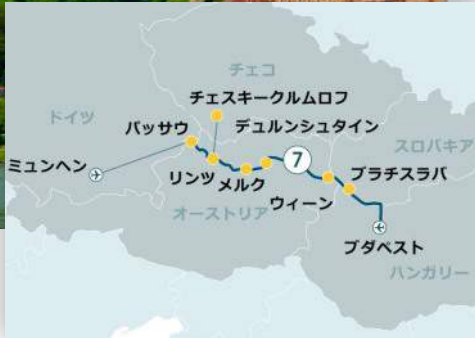 チェコ
チェスキークルムロフ
ドイツ
パッサウ
デュルンシュタイン
スロバキア
ミュンヘン
7
リンツ
メルク
ブラチスラバ
オーストリア
ウィーン
ブダペスト
ハンガリー